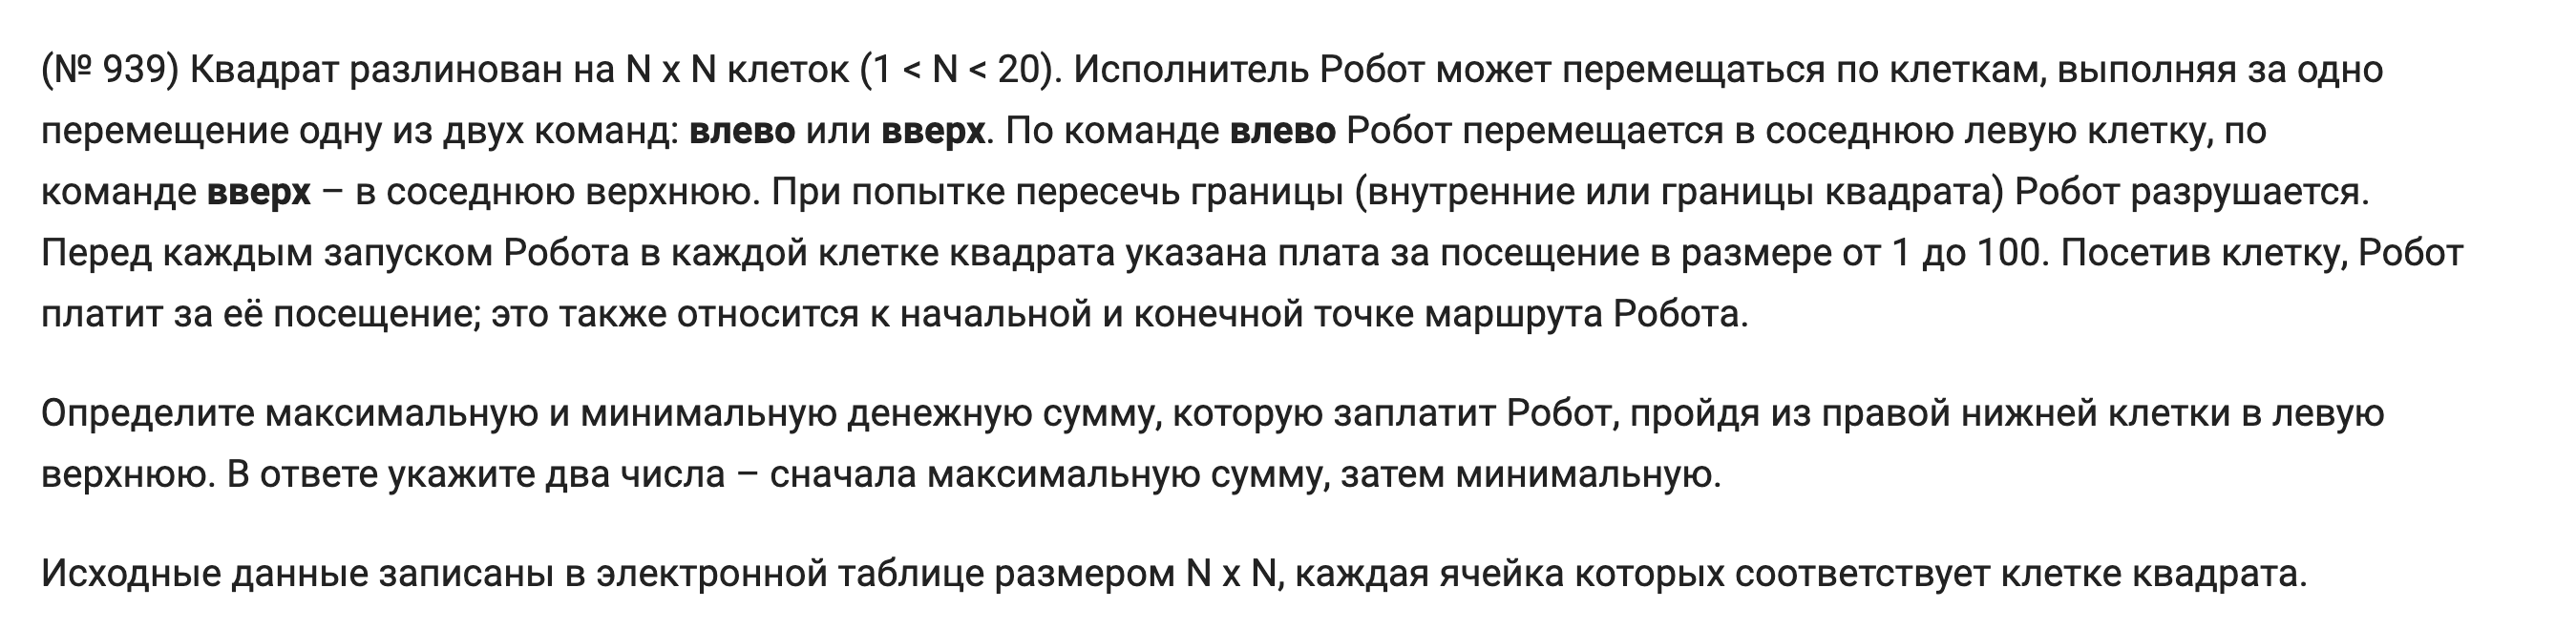 (№ 939) Квадрат разлинован на N x N клеток (1 < N < 20). Исполнитель Робот может перемещаться по клеткам, выполняя за одно
перемещение одну из двух команд: влево или вверх. По команде влево Робот перемещается в соседнюю левую клетку, по
команде вверх – в соседнюю верхнюю. При попытке пересечь границы (внутренние или границы квадрата) Робот разрушается.
Перед каждым запуском Робота в каждой клетке квадрата указана плата за посещение в размере от 1 до 100. Посетив клетку, Робот
платит за её посещение; это также относится к начальной и конечной точке маршрута Робота.
Определите максимальную и минимальную денежную сумму, которую заплатит Робот, пройдя из правой нижней клетки в левую
верхнюю. В ответе укажите два числа – сначала максимальную сумму, затем минимальную.
Исходные данные записаны в электронной таблице размером N x N, каждая ячейка которых соответствует клетке квадрата.